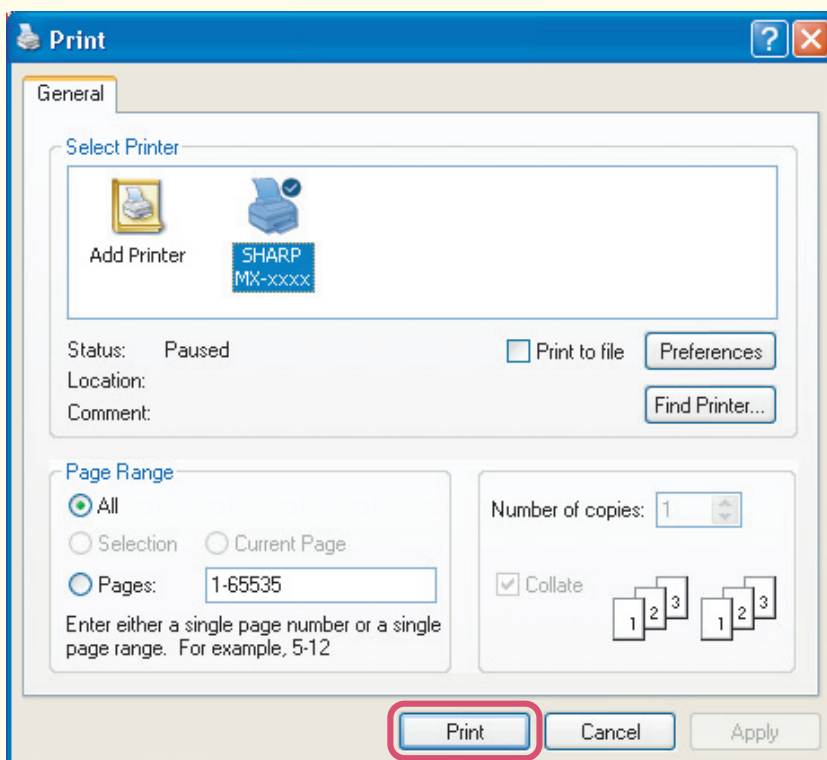 Print
General
Select Printer
Add Printer
SHARP
MX-xxxx
Status: Paused
Location:
Comment:
Print to file
Preferences
Find Printer...
Page Range
All
Selection
Current Page
Pages:
1-65535
Enter either a single page number or a single
page range. For example, 5-12
Number of copies: 1
Collate
1 2 3 1 2 3
Print
Cancel
Apply